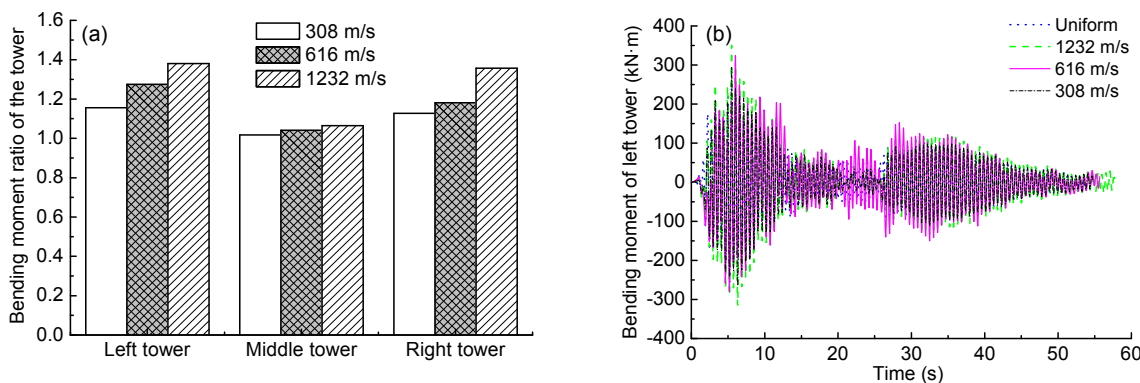 (a)
308 m/s
616 m/s
1232 m/s
Bending moment ratio of the tower
1.6
1.4
1.2
1.0
0.8
0.6
0.4
0.2
0.0
Left tower Middle tower Right tower
(b)
Uniform
1232 m/s
616 m/s
308 m/s
Bending moment of left tower (kN·m)
400
300
200
100
0
-100
-200
-300
-400
0 10 20 30 40 50 60
Time (s)